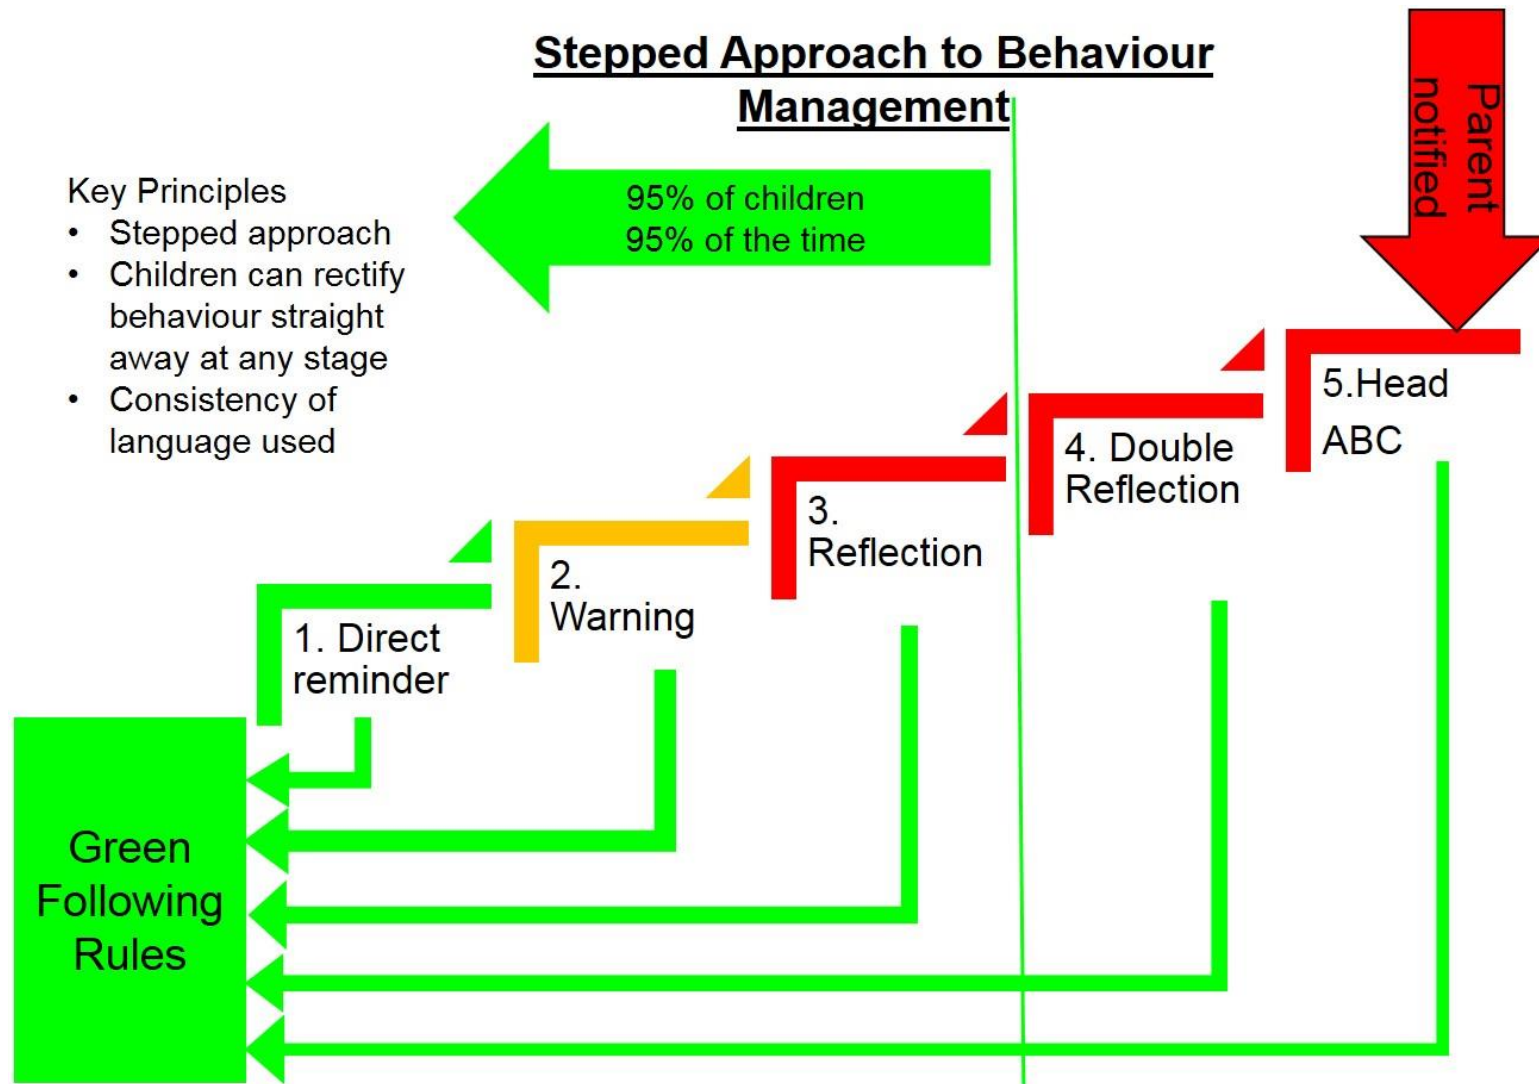 Stepped Approach to Behaviour
Management
Parent
notified
95% of children
95% of the time
Key Principles
• Stepped approach
• Children can rectify
behaviour straight
away at any stage
• Consistency of
language used
5.Head
ABC
4. Double
Reflection
3.
Reflection
2.
Warning
1. Direct
reminder
Green
Following
Rules